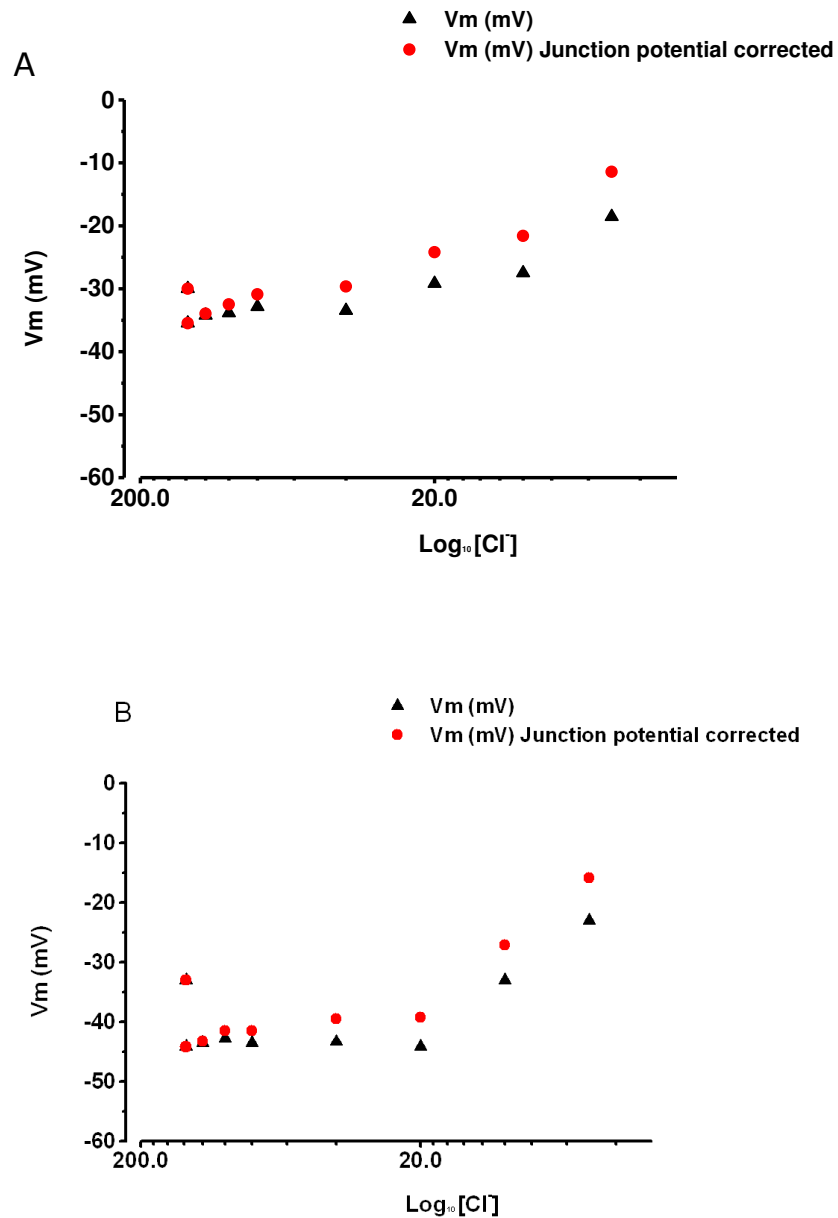 Vm (mV)
Vm (mV) Junction potential corrected
A
0
-10
-20
-30
-40
-50
-60
Vm (mV)
200.0 20.0
Log₁₀[Cl⁻]
B
Vm (mV)
Vm (mV) Junction potential corrected
0
-10
-20
-30
-40
-50
-60
Vm (mV)
200.0 20.0
Log₁₀[Cl⁻]